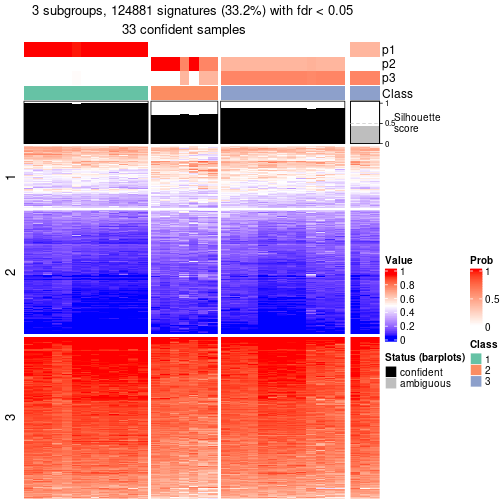 3 subgroups, 124881 signatures (33.2%) with fdr < 0.05
33 confident samples
p1
p2
p3
Class
1
0.5
0
Silhouette
score
1
2
3
Value
1
0.8
0.6
0.4
0.2
0
Prob
1
0.5
0
Status (barplots)
confident
ambiguous
Class
1
2
3